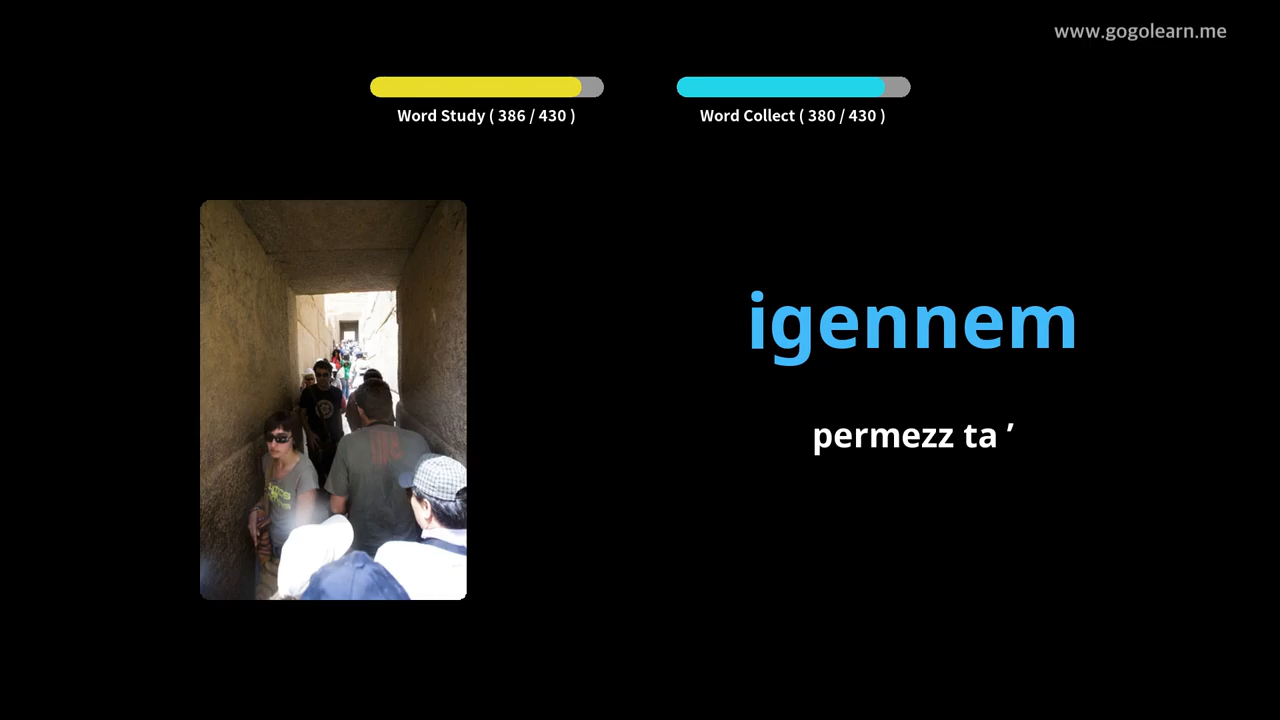 www.gogolearn.me
Word Study ( 386 / 430 )
Word Collect ( 380 / 430 )
igennem
permezz ta ’